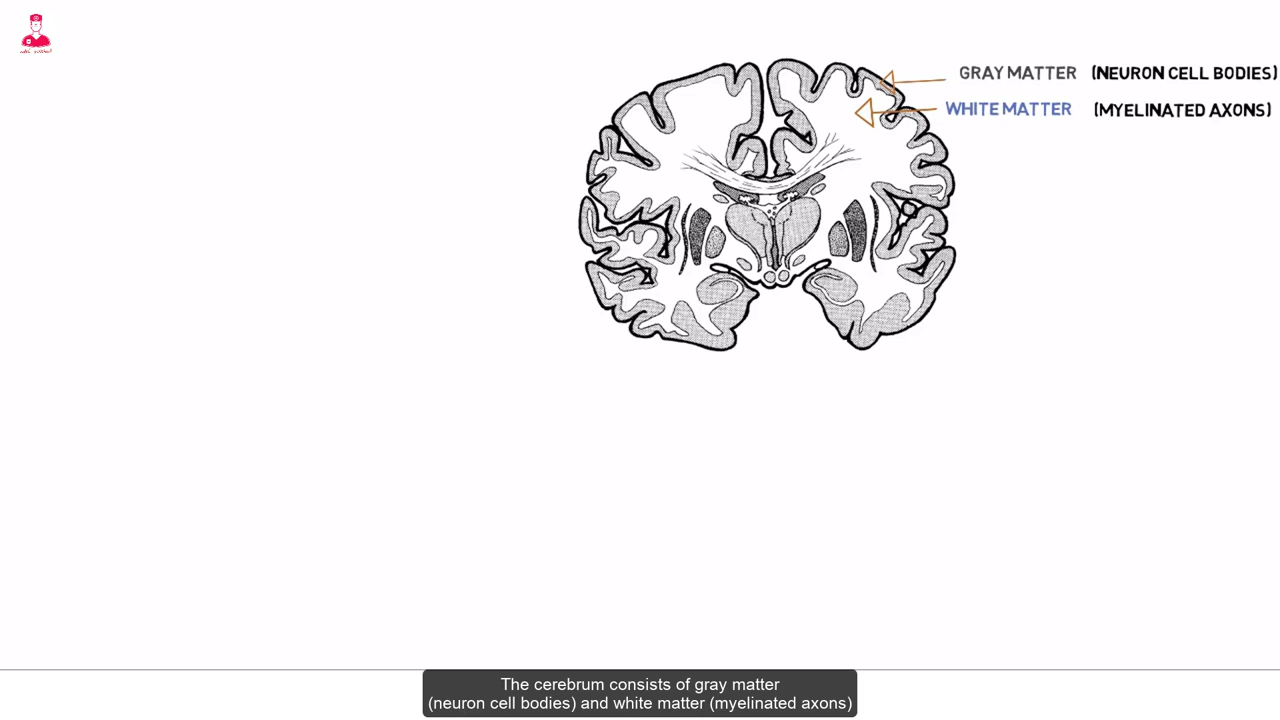 GRAY MATTER (NEURON CELL BODIES)
WHITE MATTER (MYELINATED AXONS)
The cerebrum consists of gray matter
(neuron cell bodies) and white matter (myelinated axons)